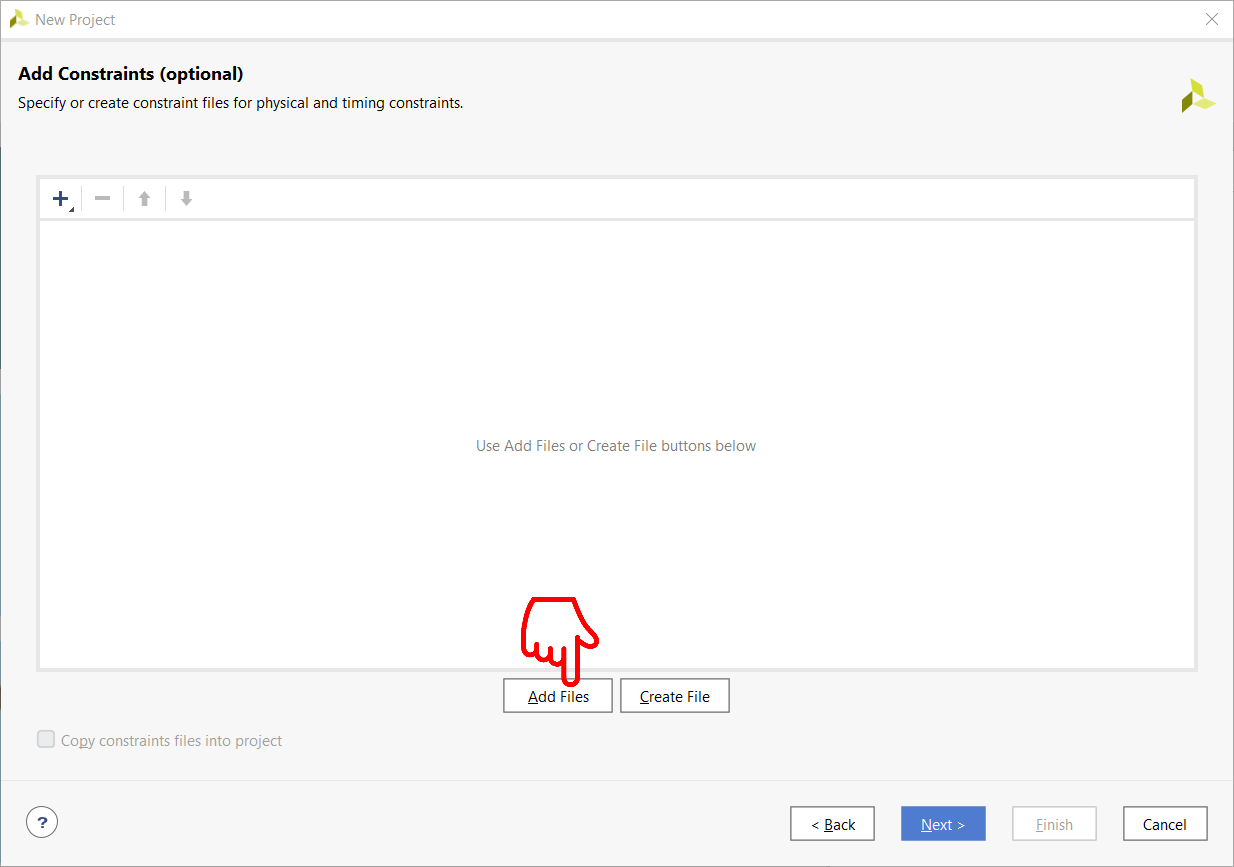 New Project
Add Constraints (optional)
Specify or create constraint files for physical and timing constraints.
Use Add Files or Create File buttons below
Add Files
Create File
Copy constraints files into project
?
< Back
Next >
Finish
Cancel